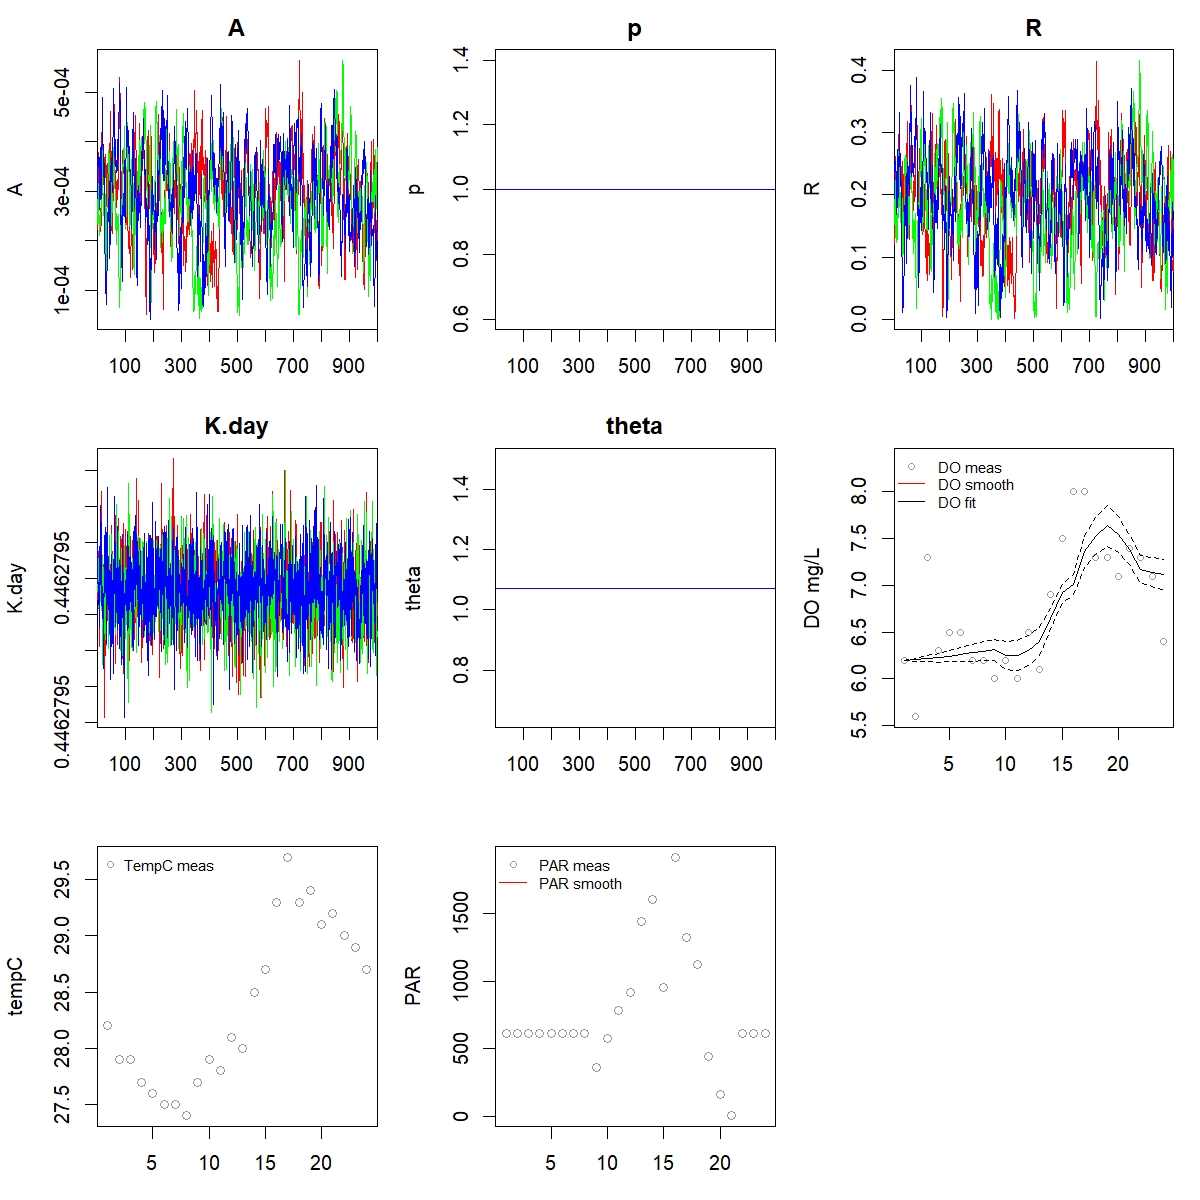 A
p
R
A
5e-04
3e-04
1e-04
100 300 500 700 900
p
1.4
1.2
1.0
0.8
0.6
100 300 500 700 900
R
0.4
0.3
0.2
0.1
0.0
100 300 500 700 900
K.day
theta
K.day
0.4462795
0.4462795
100 300 500 700 900
theta
1.4
1.2
1.0
0.8
100 300 500 700 900
DO mg/L
8.0
7.5
7.0
6.5
6.0
5.5
DO meas
DO smooth
DO fit
5 10 15 20
tempC
29.5
29.0
28.5
28.0
27.5
TempC meas
5 10 15 20
PAR
1500
1000
500
0
PAR meas
PAR smooth
5 10 15 20